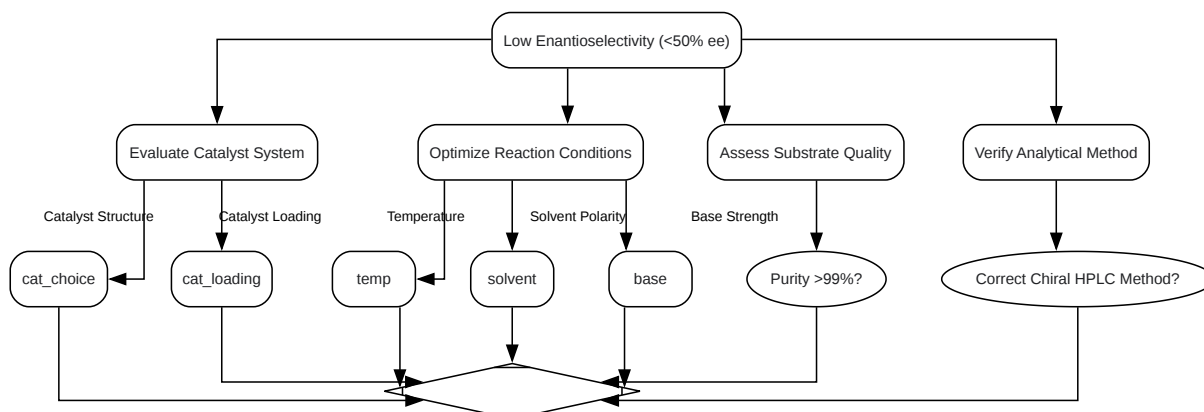 Low Enantioselectivity (<50% ee)
Evaluate Catalyst System
Optimize Reaction Conditions
Assess Substrate Quality
Verify Analytical Method
Catalyst Structure
Catalyst Loading
Temperature
Solvent Polarity
Base Strength
cat_choice
cat_loading
temp
solvent
base
Purity >99%?
Correct Chiral HPLC Method?